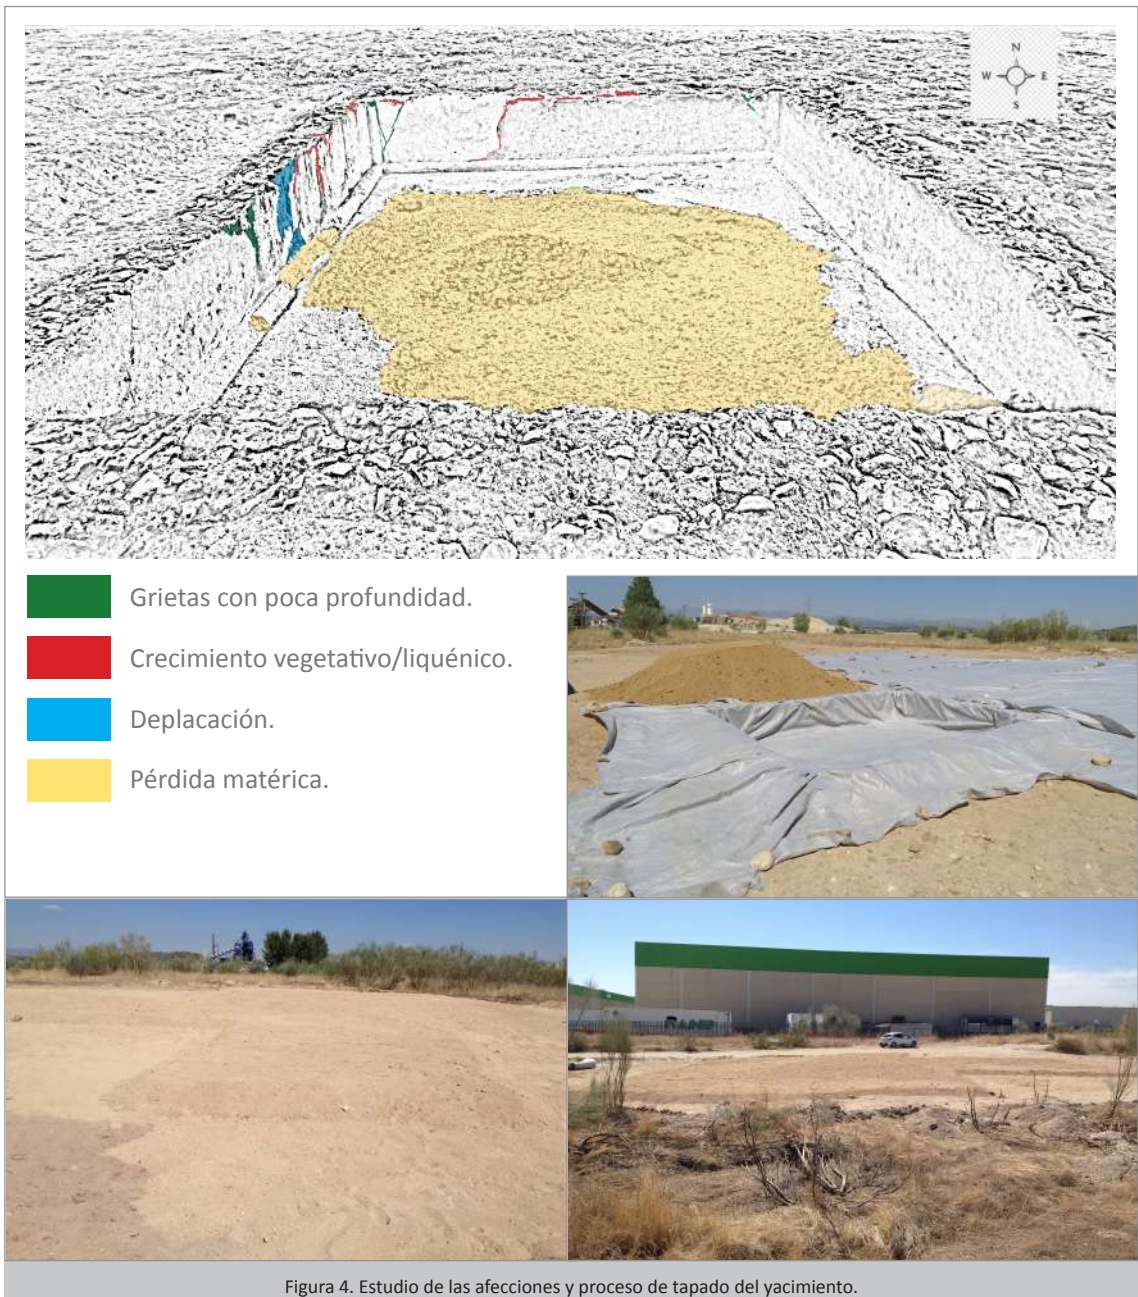 N
W E
S
Grietas con poca profundidad.
Crecimiento vegetativo/liquénico.
Deplacación.
Pérdida matérica.
Figura 4. Estudio de las afecciones y proceso de tapado del yacimiento.